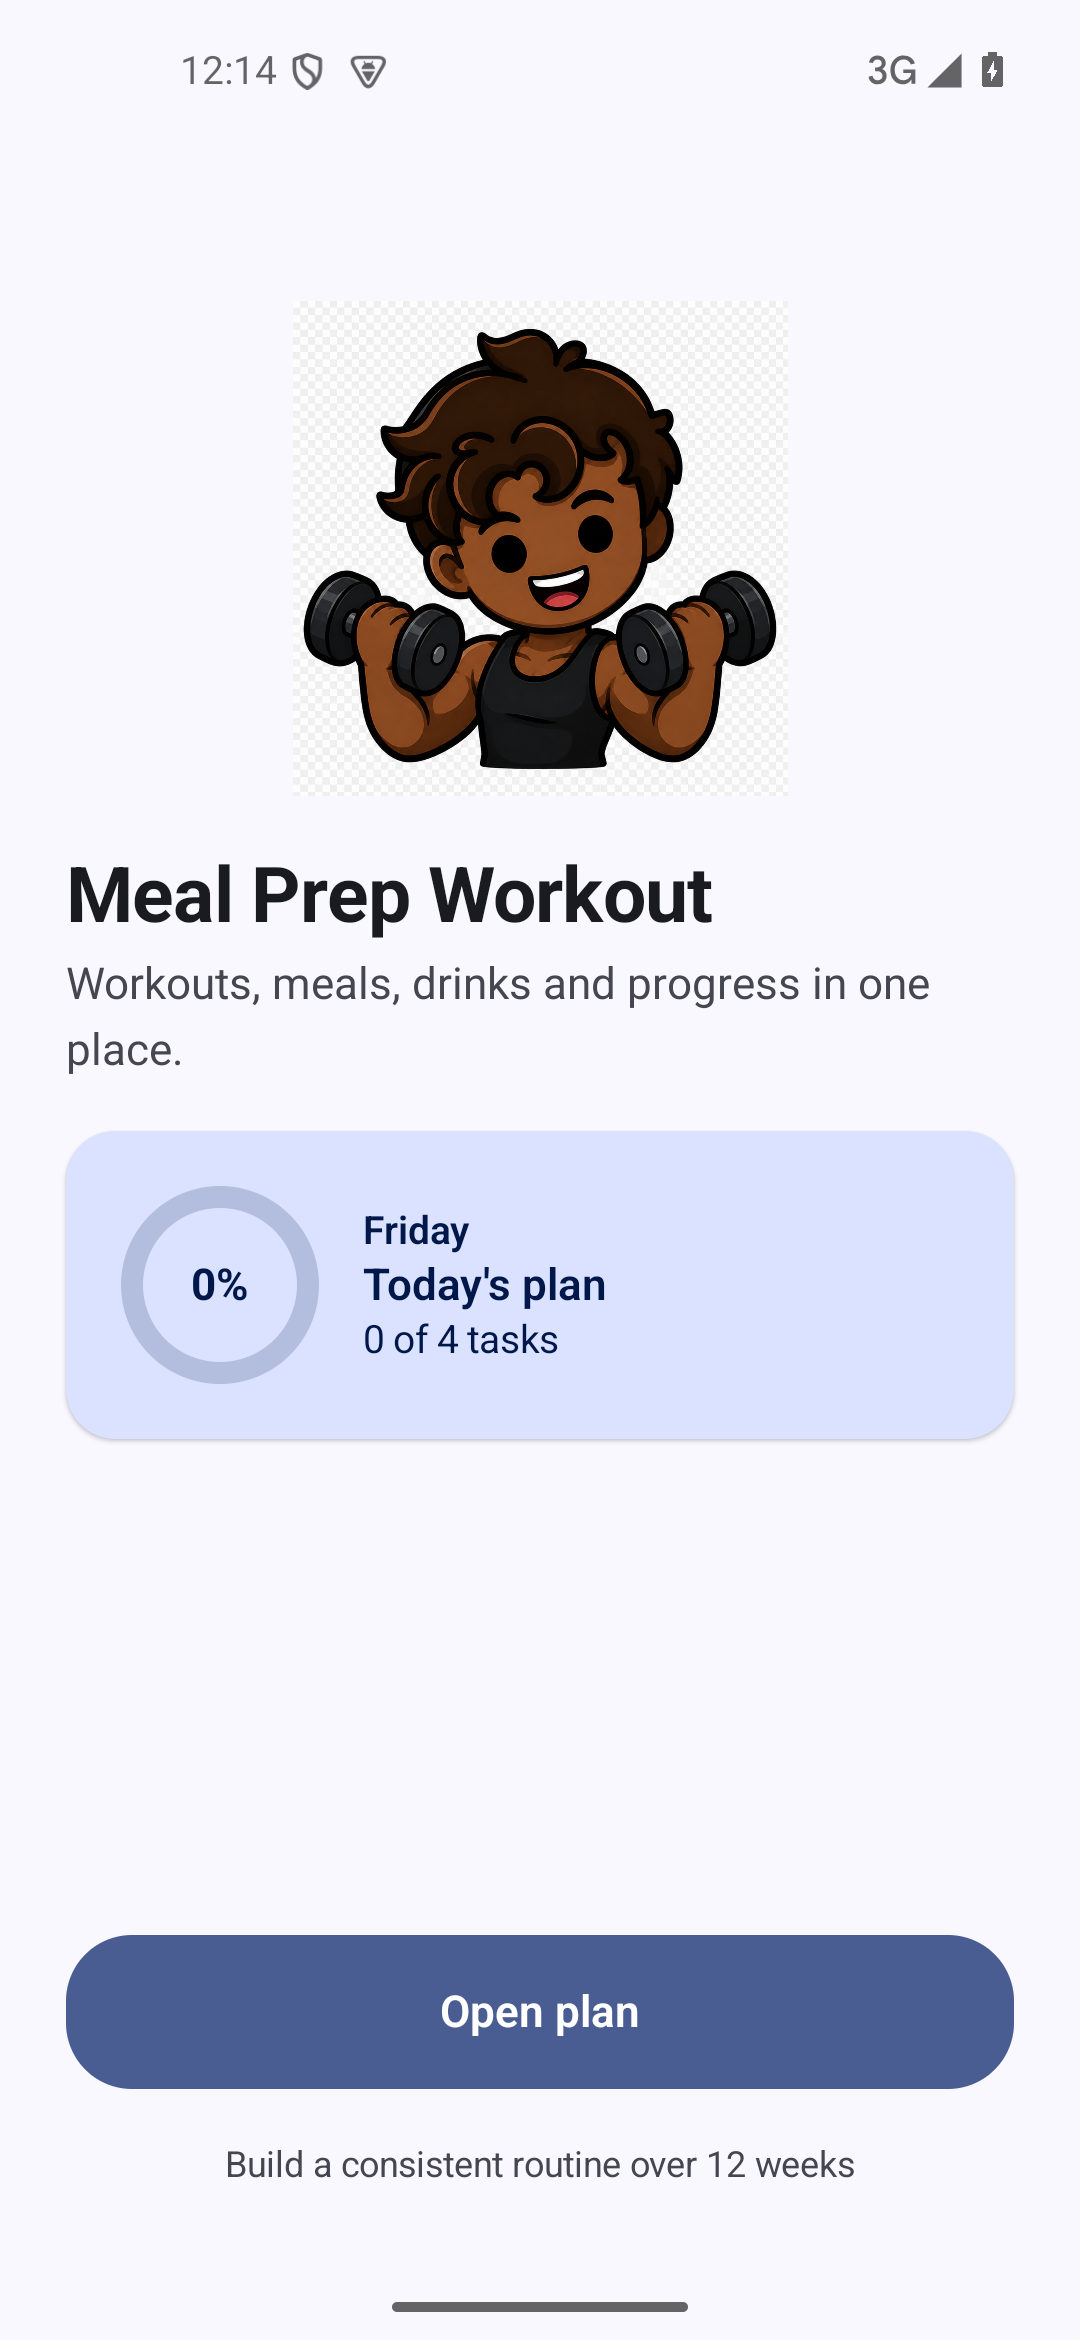 12:14
3G
Meal Prep Workout
Workouts, meals, drinks and progress in one
place.
0%
Friday
Today's plan
0 of 4 tasks
Open plan
Build a consistent routine over 12 weeks